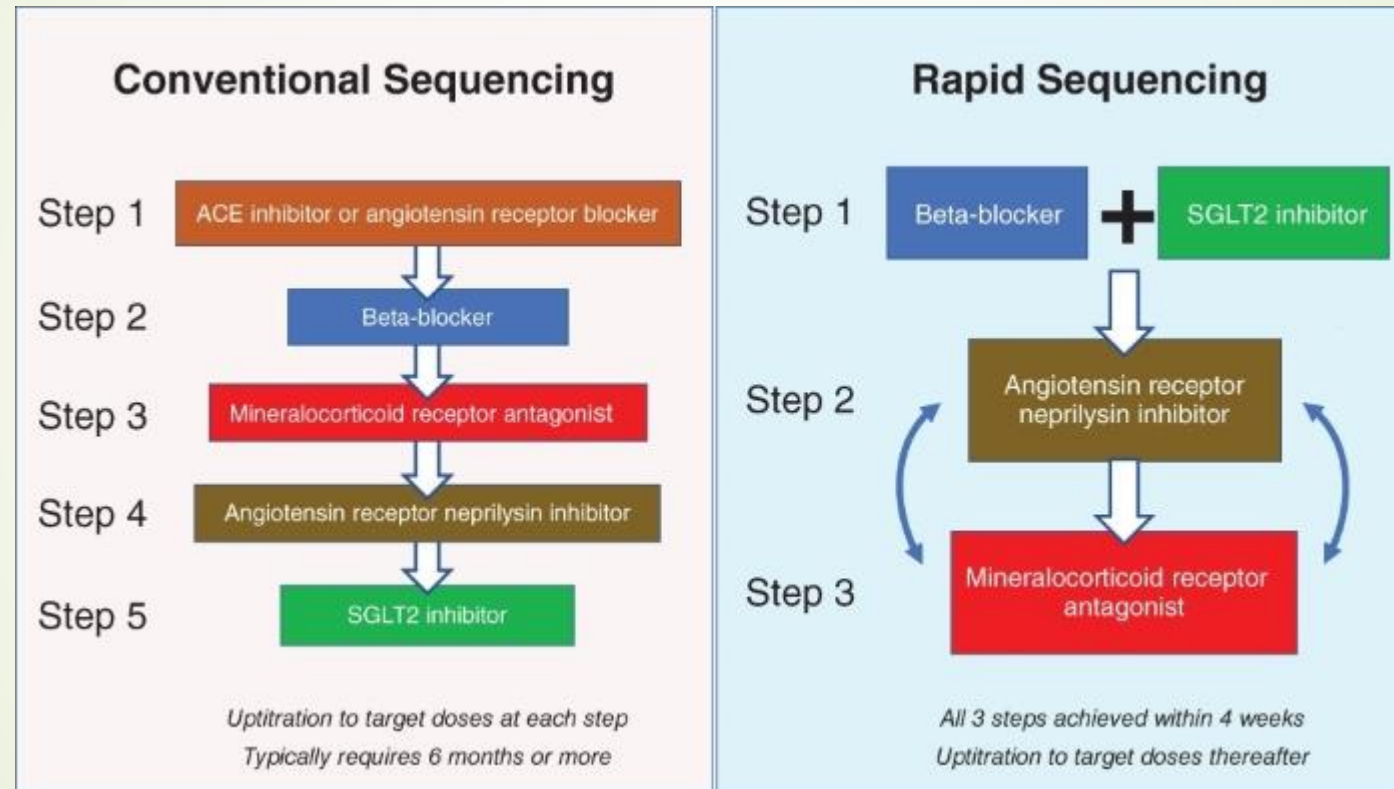 Conventional Sequencing
Step 1
ACE inhibitor or angiotensin receptor blocker
Step 2
Beta-blocker
Step 3
Mineralocorticoid receptor antagonist
Step 4
Angiotensin receptor neprilysin inhibitor
Step 5
SGLT2 inhibitor
Uptitration to target doses at each step
Typically requires 6 months or more
Rapid Sequencing
Step 1
Beta-blocker + SGLT2 inhibitor
Step 2
Angiotensin receptor
neprilysin inhibitor
Step 3
Mineralocorticoid receptor
antagonist
All 3 steps achieved within 4 weeks
Uptitration to target doses thereafter